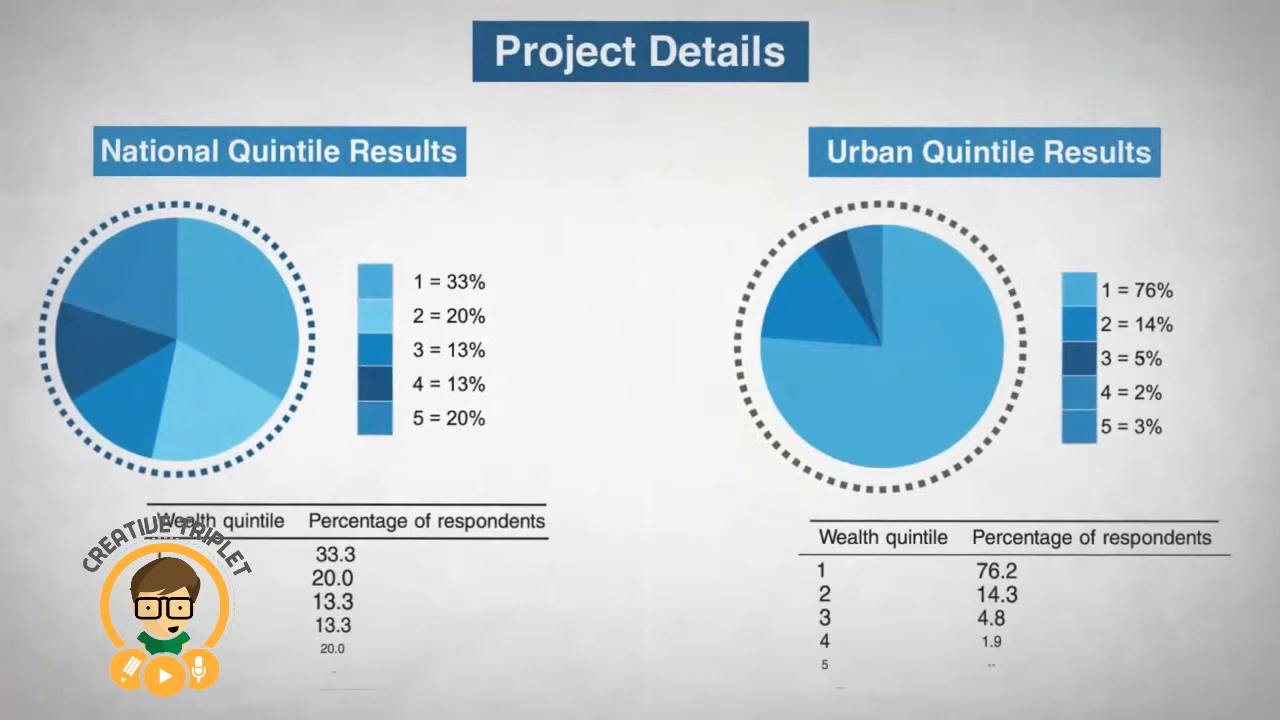 Project Details
National Quintile Results
1 = 33%
2 = 20%
3 = 13%
4 = 13%
5 = 20%
Wealth quintile Percentage of respondents
33.3
20.0
13.3
13.3
20.0
CREATIVE TRIPLET
Urban Quintile Results
1 = 76%
2 = 14%
3 = 5%
4 = 2%
5 = 3%
Wealth quintile Percentage of respondents
1 76.2
2 14.3
3 4.8
4 1.9
5